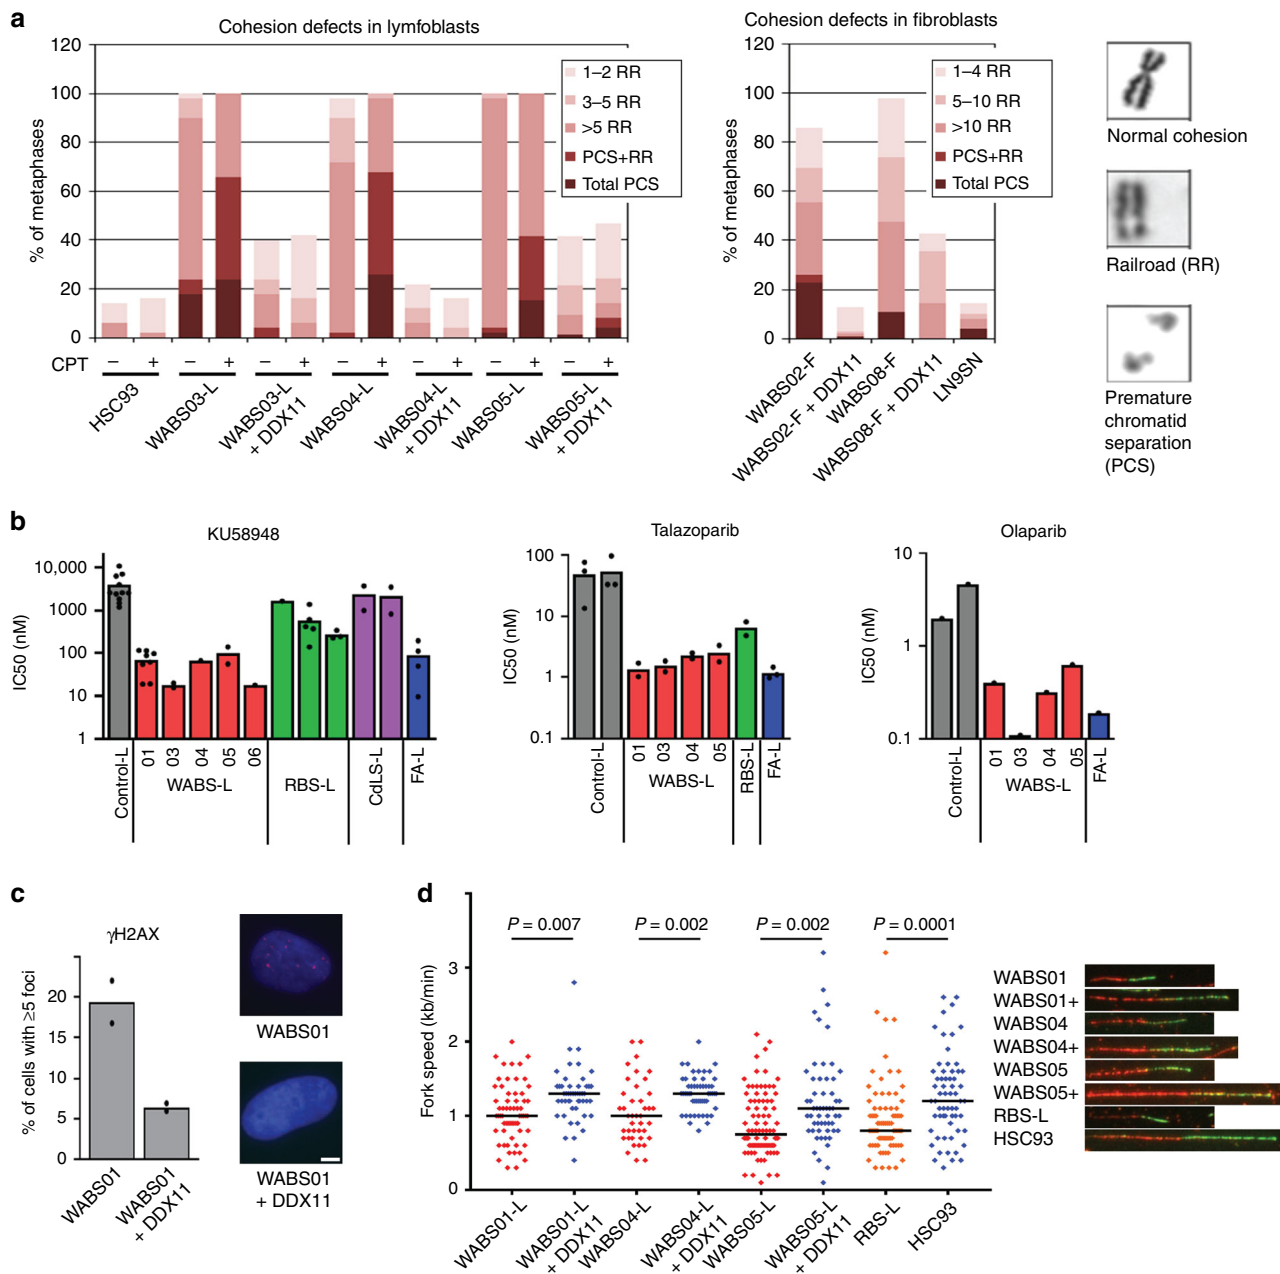 a
Cohesion defects in lymfoblasts
% of metaphases
120
100
80
60
40
20
0
1–2 RR
3–5 RR
>5 RR
PCS+RR
Total PCS
CPT – + – + – + – + – + – + – +
HSC93
WABS03-L
WABS03-L
+ DDX11
WABS04-L
WABS04-L
+ DDX11
WABS05-L
WABS05-L
+ DDX11
Cohesion defects in fibroblasts
% of metaphases
120
100
80
60
40
20
0
1–4 RR
5–10 RR
>10 RR
PCS+RR
Total PCS
WABS02-F
WABS02-F + DDX11
WABS08-F
WABS08-F + DDX11
LN9SN
Normal cohesion
Railroad (RR)
Premature
chromatid
separation
(PCS)
b
KU58948
IC50 (nM)
10,000
1000
100
10
1
Control-L
01 03 04 05 06
WABS-L
RBS-L
CdLS-L
FA-L
Talazoparib
IC50 (nM)
100
10
1
0.1
Control-L
01 03 04 05
WABS-L
RBS-L
FA-L
Olaparib
IC50 (nM)
10
1
0.1
Control-L
01 03 04 05
WABS-L
FA-L
c
γH2AX
% of cells with ≥5 foci
20
15
10
5
0
WABS01
WABS01
+ DDX11
WABS01
WABS01
+ DDX11
d
Fork speed (kb/min)
3
2
1
0
P = 0.007
P = 0.002
P = 0.002
P = 0.0001
WABS01-L
WABS01-L
+ DDX11
WABS04-L
WABS04-L
+ DDX11
WABS05-L
WABS05-L
+ DDX11
RBS-L
HSC93
WABS01
WABS01+
WABS04
WABS04+
WABS05
WABS05+
RBS-L
HSC93